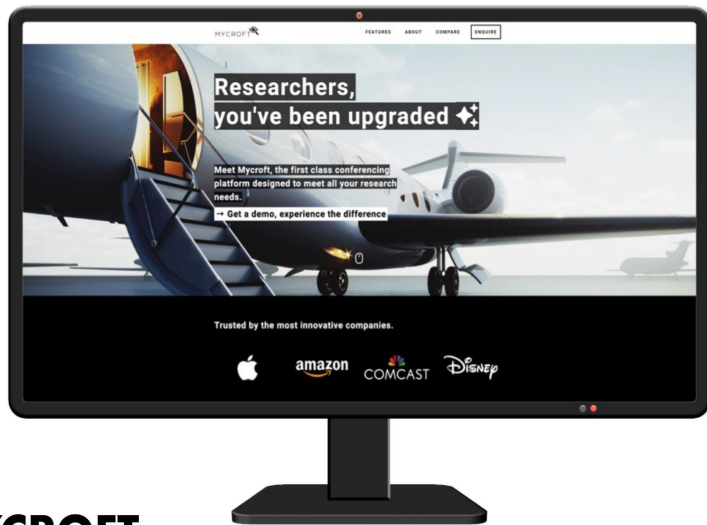 MYCROFT
FEATURES
ABOUT
COMPARE
ENQUIRE
Researchers,
you've been upgraded
Meet Mycroft, the first class conferencing
platform designed to meet all your research
needs.
→ Get a demo, experience the difference
Trusted by the most innovative companies.
amazon
COMCAST
Disney